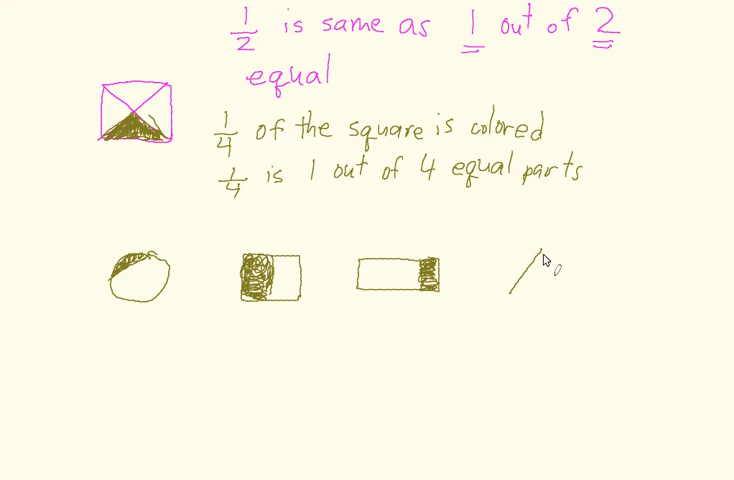 1/2 is same as 1 out of 2
equal
1/4 of the square is colored
1/4 is 1 out of 4 equal parts